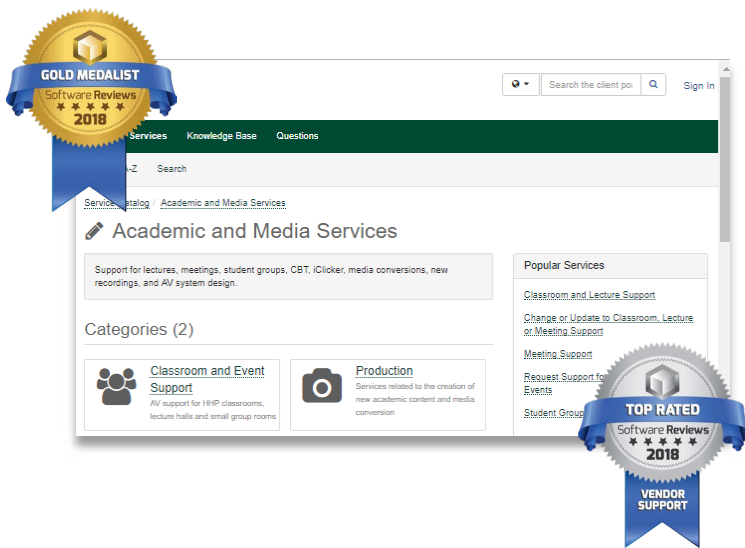 GOLD MEDALIST
Software Reviews
2018
Search the client
Sign In
Services Knowledge Base Questions
A-Z Search
Academic and Media Services
Academic and Media Services
Support for lectures, meetings, student groups, CBT, iClicker, media conversions, new
recordings, and AV system design.
Categories (2)
Classroom and Event
Support
AV support for HHP classrooms,
lecture halls and small group rooms
Production
Services related to the creation of
new academic content and media
conversion
Popular Services
Classroom and Lecture Support
Change or Update to Classroom, Lecture
or Meeting Support
Meeting Support
Request Support
Events
Student
TOP RATED
Software Reviews
2018
VENDOR
SUPPORT